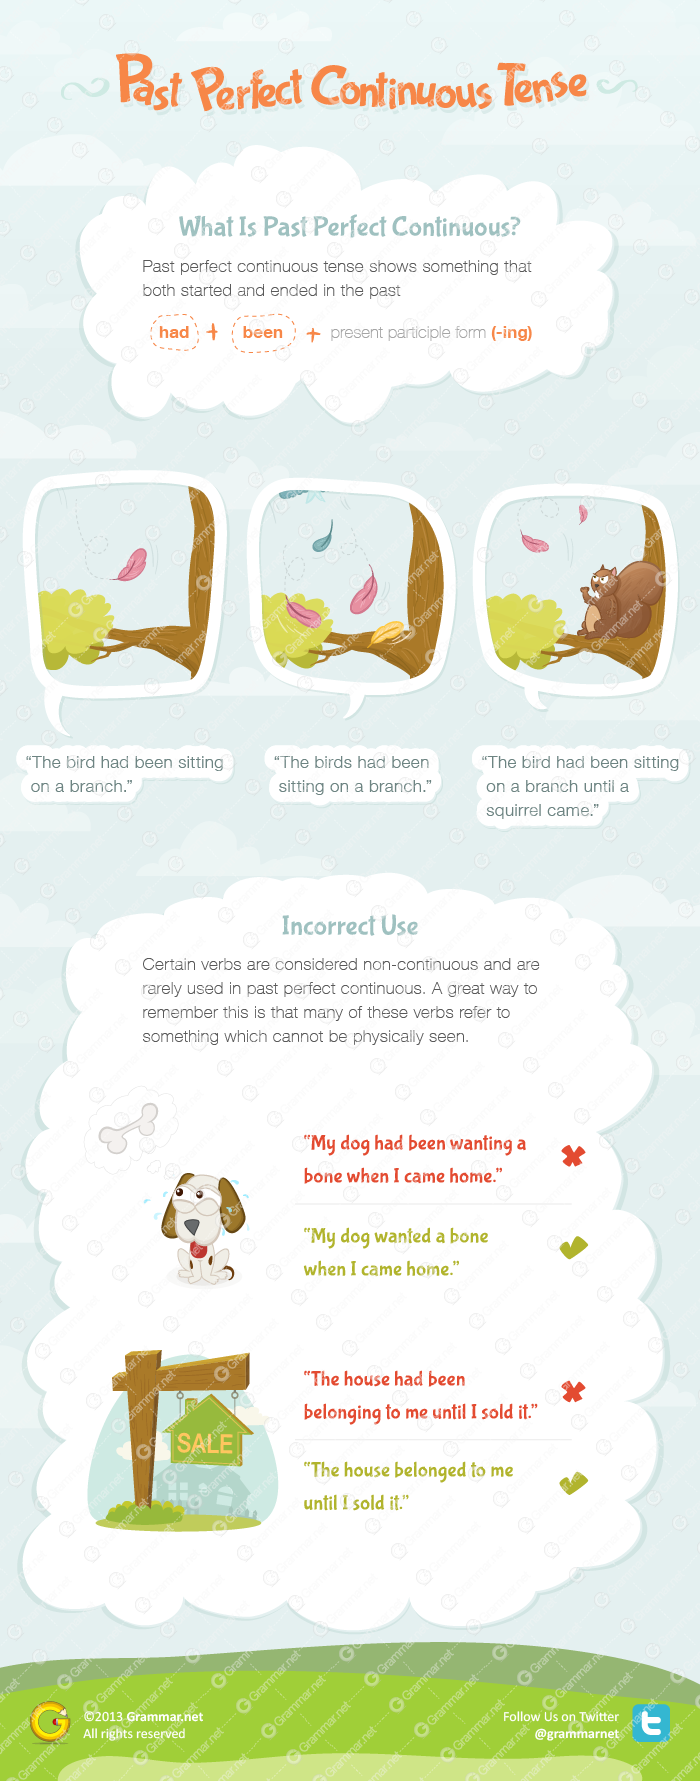 Past Perfect Continuous Tense
What Is Past Perfect Continuous?
Past perfect continuous tense shows something that
both started and ended in the past
had + been + present participle form (-ing)
“The bird had been sitting
on a branch.”
“The birds had been
sitting on a branch.”
“The bird had been sitting
on a branch until a
squirrel came.”
Incorrect Use
Certain verbs are considered non-continuous and are
rarely used in past perfect continuous. A great way to
remember this is that many of these verbs refer to
something which cannot be physically seen.
“My dog had been wanting a
bone when I came home.”
“My dog wanted a bone
when I came home.”
“The house had been
belonging to me until I sold it.”
SALE
“The house belonged to me
until I sold it.”
©2013 Grammar.net
All rights reserved
Follow Us on Twitter
@grammarnet